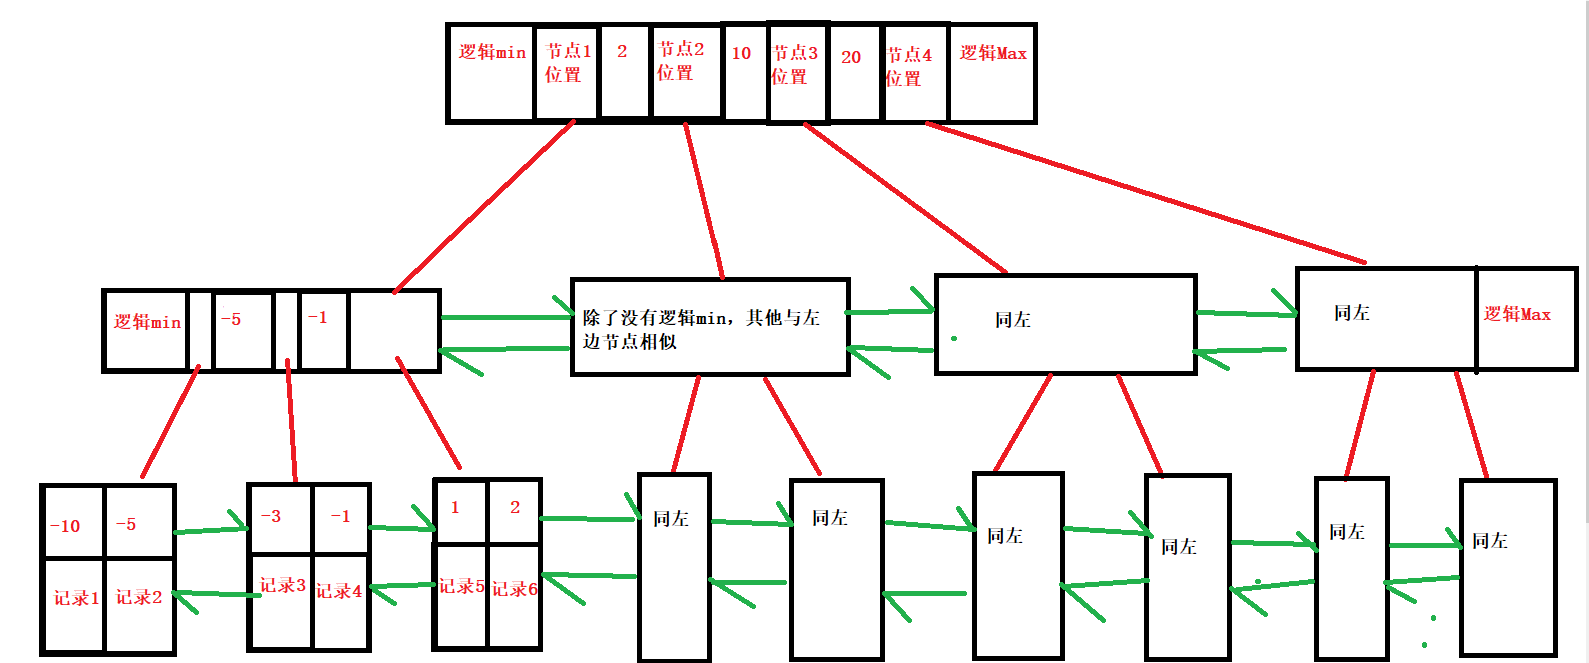 逻辑min 节点1 2 节点2 10 节点3 20 节点4 逻辑Max
位置 位置 位置 位置
逻辑min -5 -1
除了没有逻辑min，其他与左
边节点相似
同左
同左 逻辑Max
-10 -5 -3 -1 1 2
记录1 记录2 记录3 记录4 记录5 记录6
同左 同左 同左 同左 同左 同左